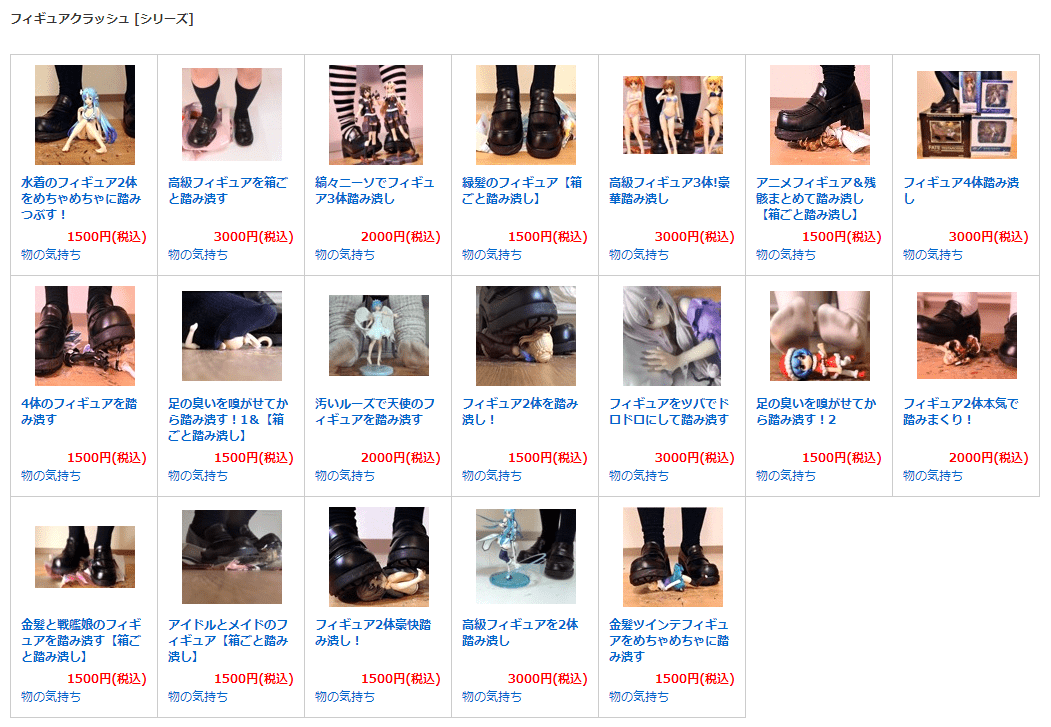 フィギュアクラッシュ [シリーズ]
水着のフィギュア2体
をめちゃめちゃに踏み
つぶす！
1500円(税込)
物の気持ち
高級フィギュアを箱ご
と踏み潰す
3000円(税込)
物の気持ち
縞々ニーソでフィギュ
ア3体踏み潰し
2000円(税込)
物の気持ち
緑髪のフィギュア【箱
ごと踏み潰し】
1500円(税込)
物の気持ち
高級フィギュア3体!豪
華踏み潰し
3000円(税込)
物の気持ち
アニメフィギュア＆残
骸まとめて踏み潰し
【箱ごと踏み潰し】
1500円(税込)
物の気持ち
フィギュア4体踏み潰
し
3000円(税込)
物の気持ち
4体のフィギュアを踏
み潰す
1500円(税込)
物の気持ち
足の臭いを嗅がせてか
ら踏み潰す！1＆【箱
ごと踏み潰し】
1500円(税込)
物の気持ち
汚いルーズで天使のフ
ィギュアを踏み潰す
2000円(税込)
物の気持ち
フィギュア2体を踏み
潰し！
1500円(税込)
物の気持ち
フィギュアをツバでド
ロドロにして踏み潰す
3000円(税込)
物の気持ち
足の臭いを嗅がせてか
ら踏み潰す！2
1500円(税込)
物の気持ち
フィギュア2体本気で
踏みまくり！
2000円(税込)
物の気持ち
金髪と戦艦娘のフィギ
ュアを踏み潰す【箱ご
と踏み潰し】
1500円(税込)
物の気持ち
アイドルとメイドのフ
ィギュア【箱ごと踏み
潰し】
1500円(税込)
物の気持ち
フィギュア2体豪快踏
み潰し！
1500円(税込)
物の気持ち
高級フィギュアを2体
踏み潰し
3000円(税込)
物の気持ち
金髪ツインテフィギュ
アをめちゃめちゃに踏
み潰す
1500円(税込)
物の気持ち